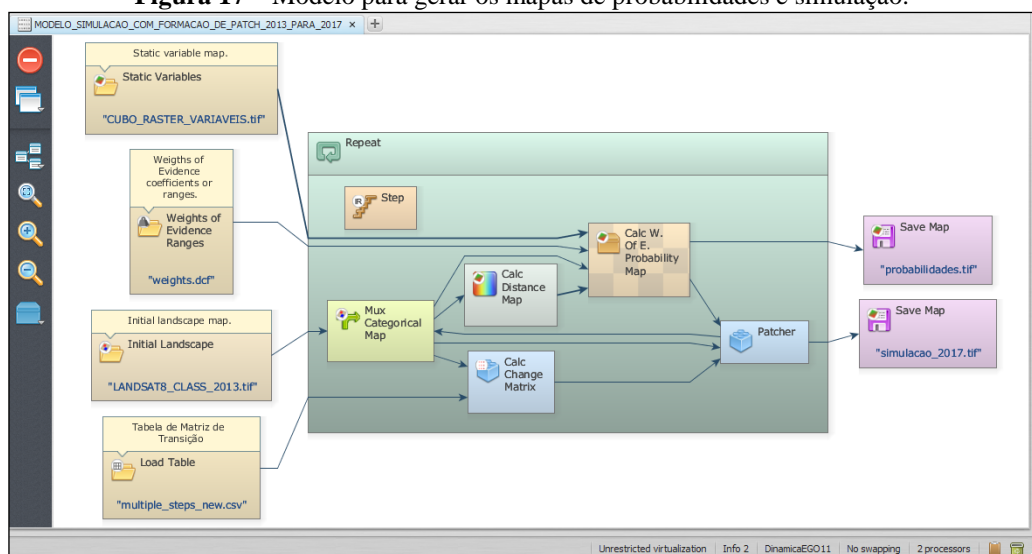 Figura 17 – Modelo para gerar os mapas de probabilidades e simulação.
MODELO_SIMULACAO_COM_FORMACAO_DE_PATCH_2013_PARA_2017
Static variable map.
Static Variables
"CUBO_RASTER_VARIAVEIS.tif"
Weigths of
Evidence
coefficients or
ranges.
Weights of
Evidence
Ranges
"weights.dcf"
Initial landscape map.
Initial Landscape
"LANDSAT8_CLASS_2013.tif"
Tabela de Matriz de
Transição
Load Table
"multiple_steps_new.csv"
Repeat
Step
Mux
Categorical
Map
Calc
Distance
Map
Calc
Change
Matrix
Calc W.
Of E.
Probability
Map
Patcher
Save Map
"probabilidades.tif"
Save Map
"simulacao_2017.tif"
Unrestricted virtualization Info 2 DinamicaEGO11 No swapping 2 processors